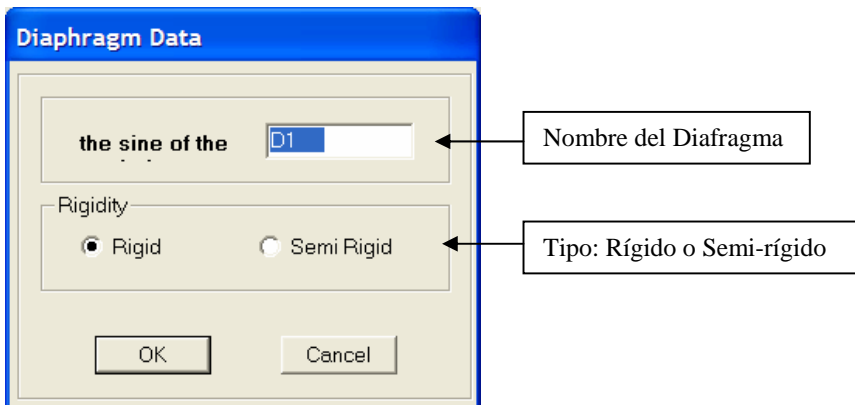 Diaphragm Data
the sine of the
D1
Nombre del Diafragma
Rigidity
Rigid
Semi Rigid
Tipo: Rígido o Semi-rígido
OK
Cancel